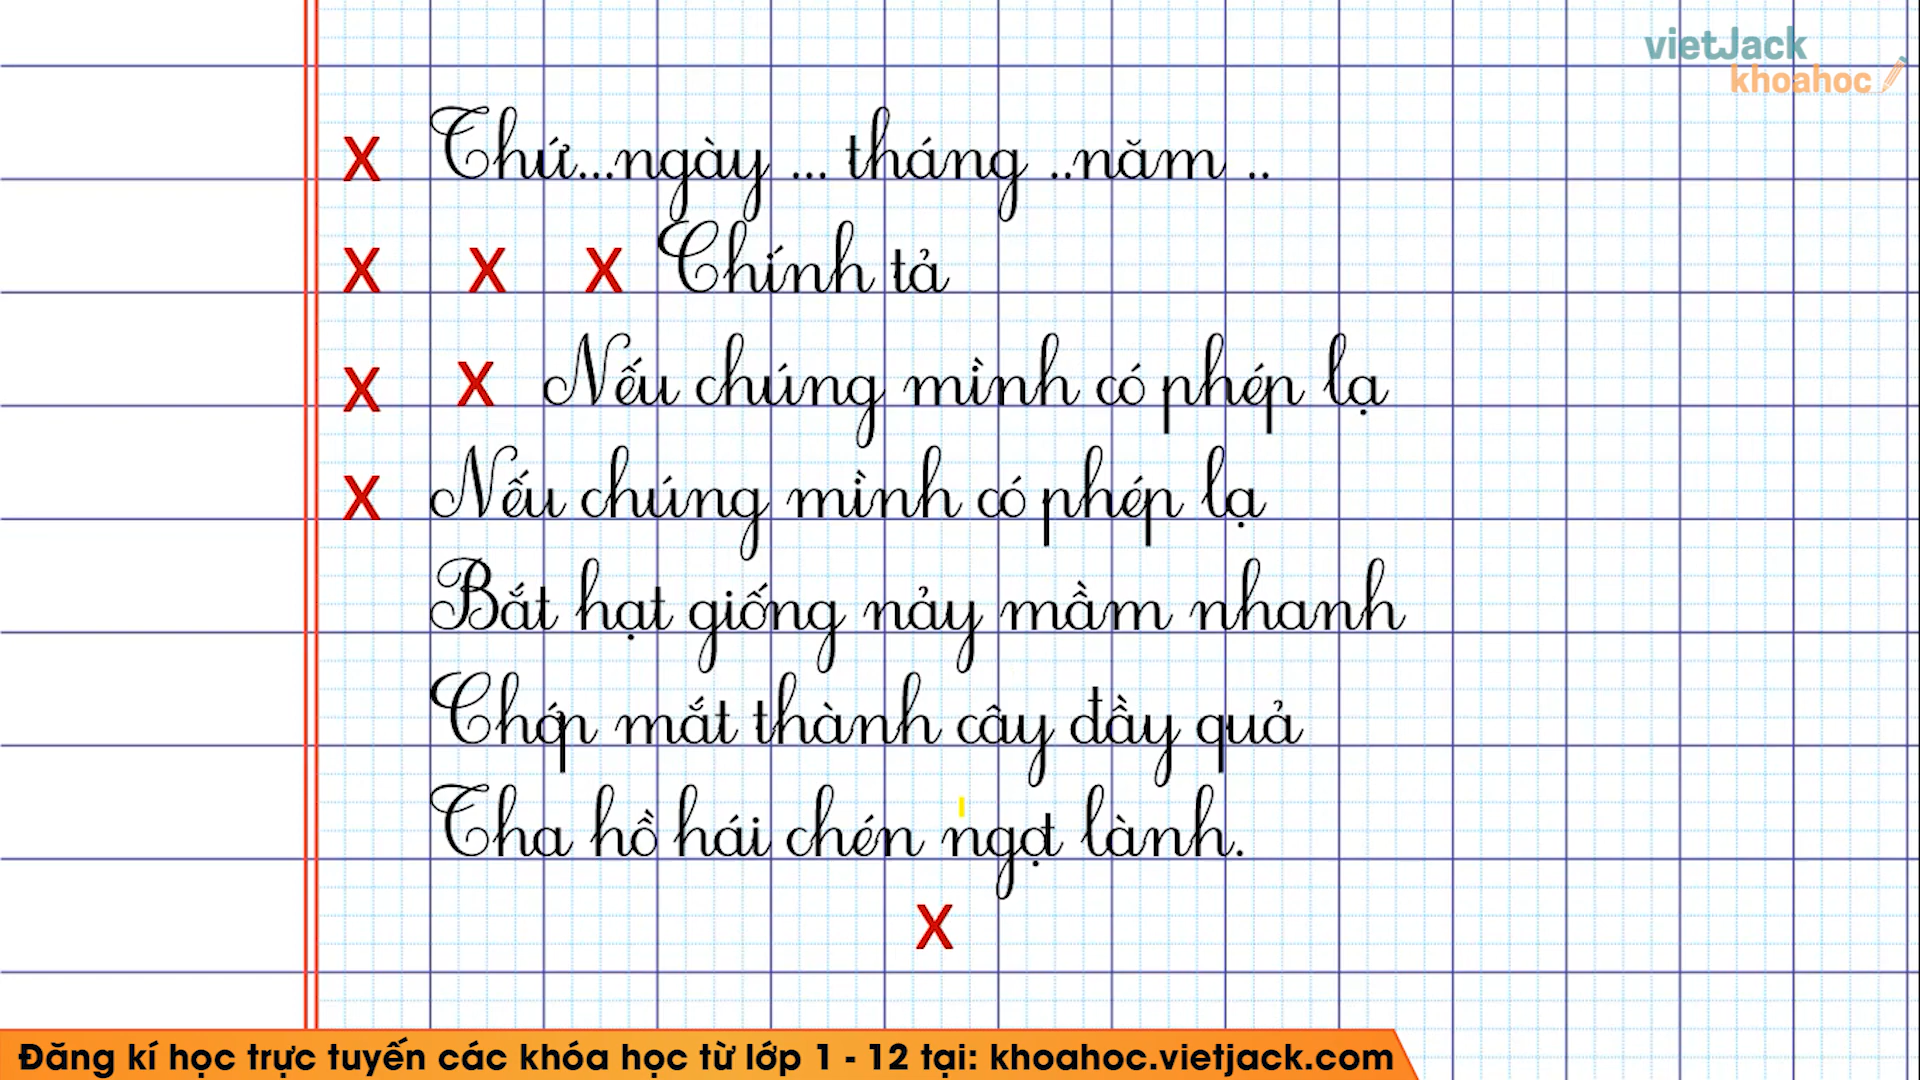 vietJack
khoahoc
X Thứ...ngày ... tháng ..năm ..
X X X Chính tả
X X Nếu chúng mình có phép lạ
X Nếu chúng mình có phép lạ
Bắt hạt giống nảy mầm nhanh
Chớp mắt thành cây đầy quả
Tha hồ hái chén ngợt lành.
X
Đăng kí học trực tuyến các khóa học từ lớp 1 - 12 tại: khoahoc.vietjack.com